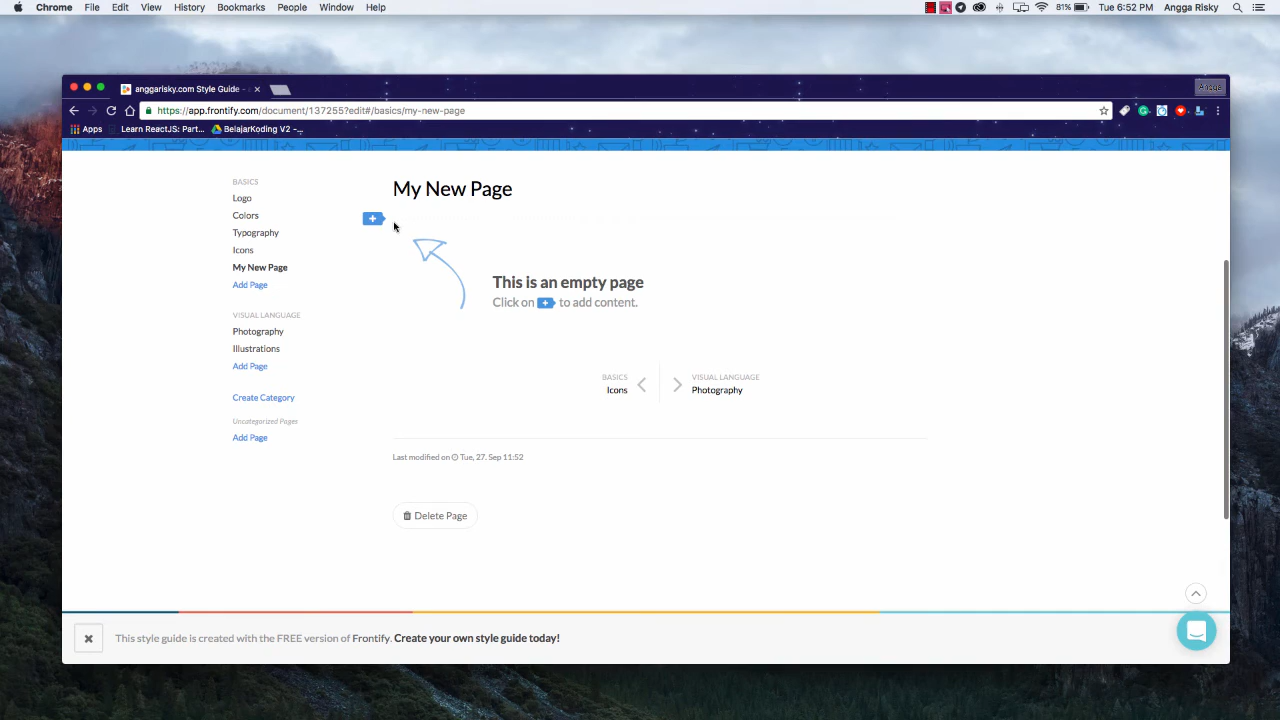 Chrome File Edit View History Bookmarks People Window Help 81% Tue 6:52 PM Angga Risky
anggarisky.com Style Guide - Angga
https://app.frontify.com/document/137255?edit#/basics/my-new-page
Apps Learn ReactJS: Part... BelajarKoding V2 -...
BASICS
Logo
Colors
Typography
Icons
My New Page
Add Page
VISUAL LANGUAGE
Photography
Illustrations
Add Page
Create Category
Uncategorized Pages
Add Page
My New Page
This is an empty page
Click on + to add content.
BASICS
Icons
VISUAL LANGUAGE
Photography
Last modified on Tue, 27. Sep 11:52
Delete Page
This style guide is created with the FREE version of Frontify. Create your own style guide today!